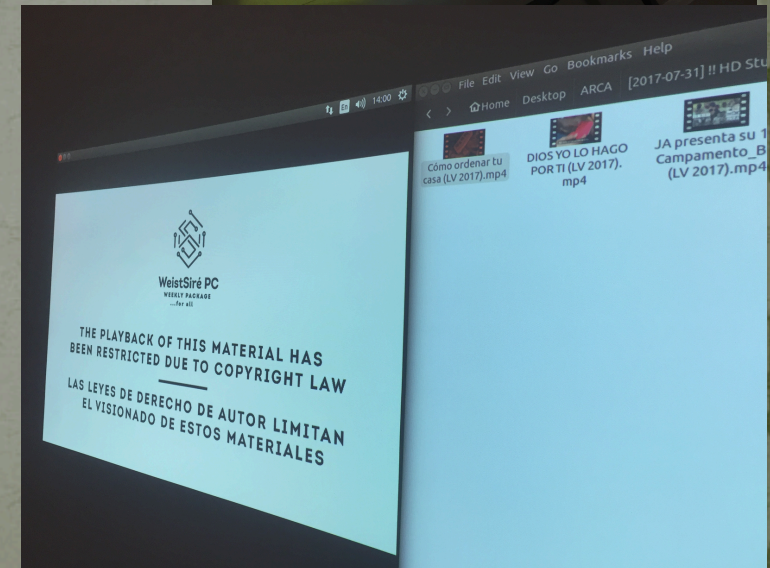 14:00
En
WeistSiré PC
WEEKLY PACKAGE
...for all
THE PLAYBACK OF THIS MATERIAL HAS
BEEN RESTRICTED DUE TO COPYRIGHT LAW
LAS LEYES DE DERECHO DE AUTOR LIMITAN
EL VISIONADO DE ESTOS MATERIALES
File Edit View Go Bookmarks Help
Home Desktop ARCA [2017-07-31] !! HD Stu
Cómo ordenar tu
casa (LV 2017).mp4
DIOS YO LO HAGO
POR TI (LV 2017).
mp4
JA presenta su 1
Campamento_B
(LV 2017).mp4